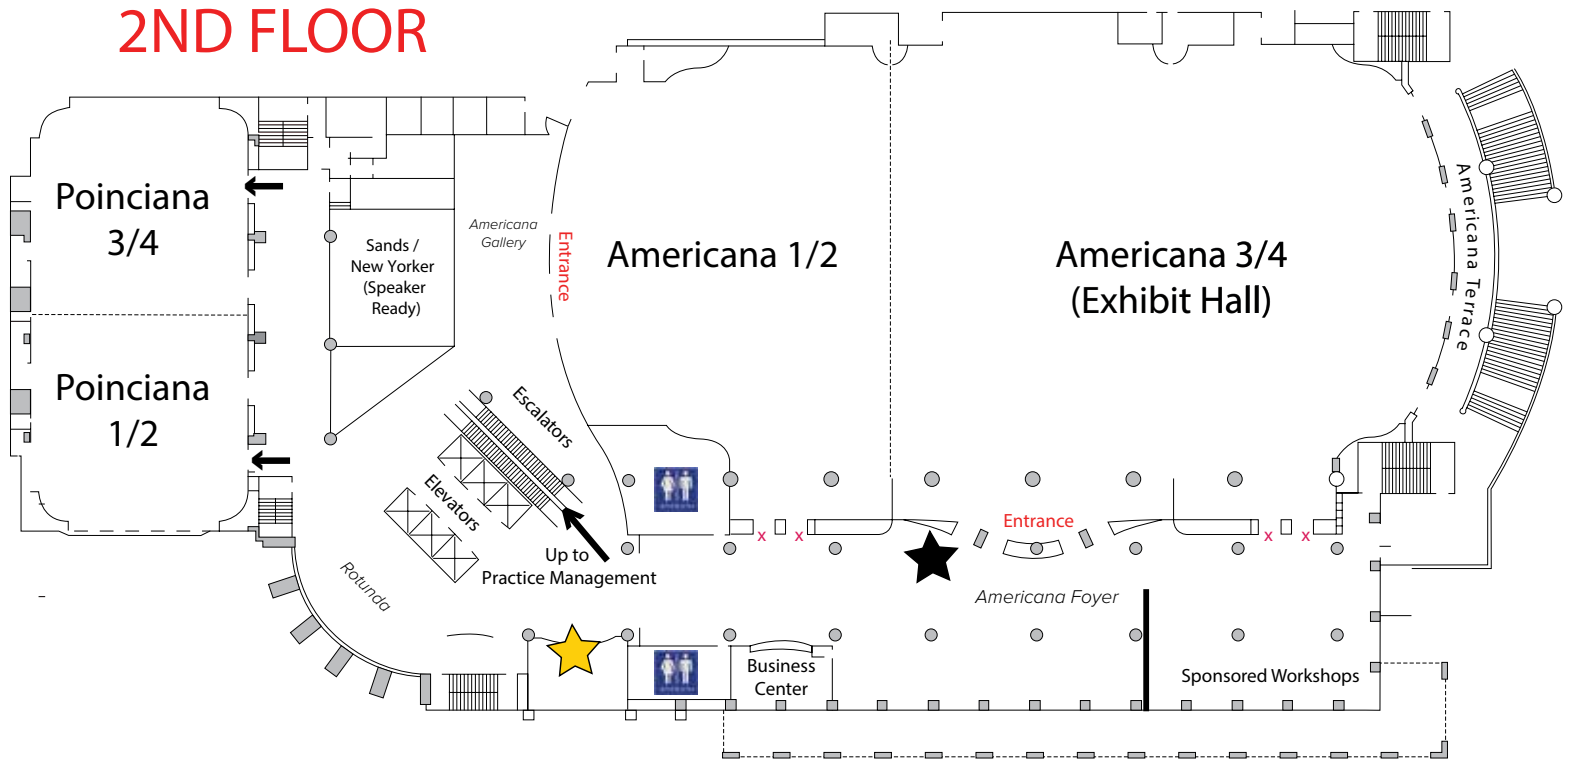 2ND FLOOR
Poinciana
3/4
Poinciana
1/2
Sands /
New Yorker
(Speaker
Ready)
Americana
Gallery
Entrance
Americana 1/2
Americana 3/4
(Exhibit Hall)
Americana Terrace
Escalators
Elevators
Up to
Practice Management
Rotunda
Entrance
x
x
x
x
Americana Foyer
Business
Center
Sponsored Workshops